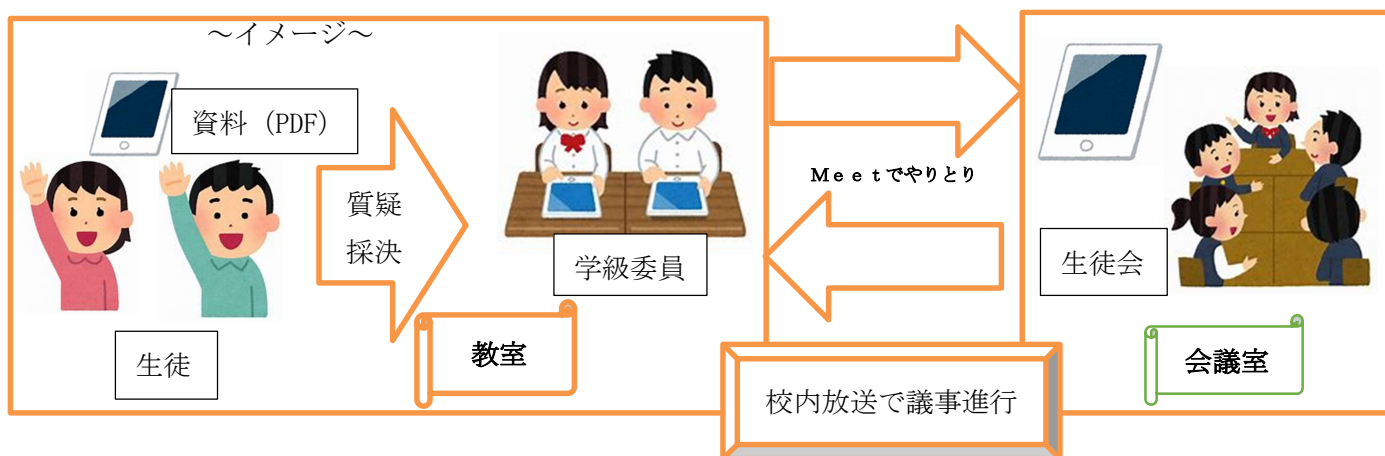 ～イメージ～
資料（PDF）
質疑
採決
学級委員
生徒
教室
Ｍｅｅｔでやりとり
校内放送で議事進行
生徒会
会議室